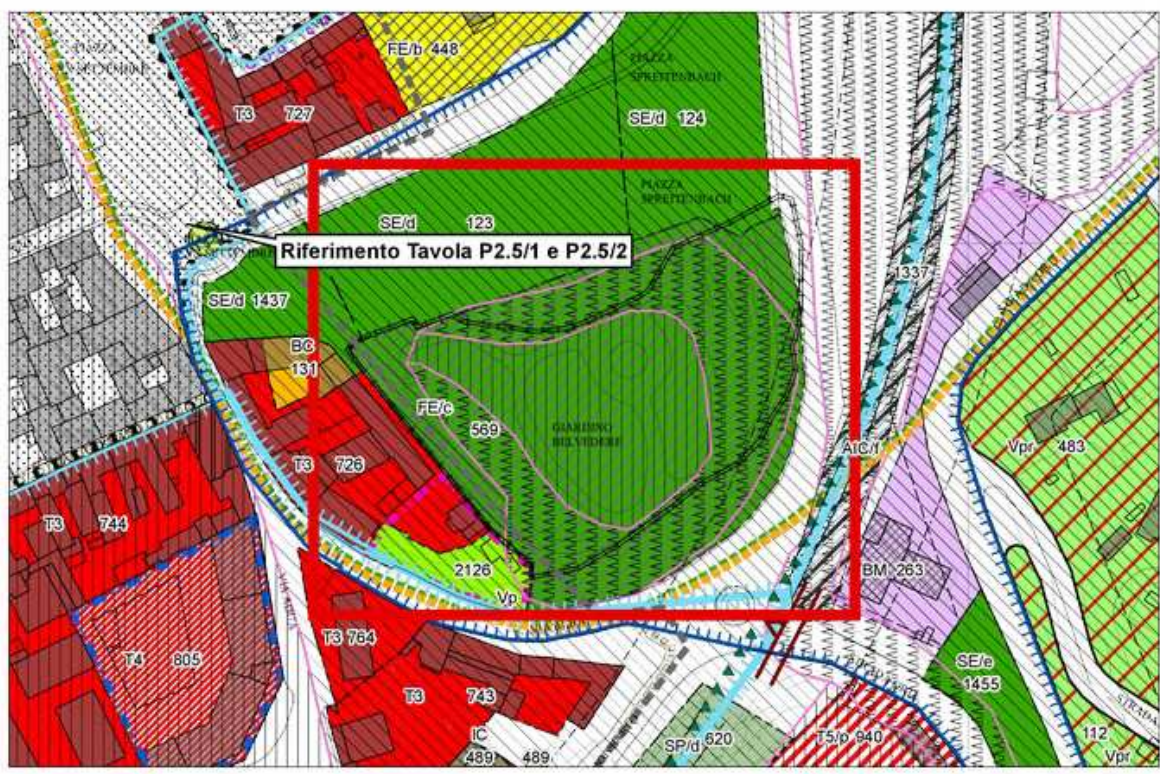 PIAZZA
FE/b 448
PIAZZA
SPREITENBACH
T3 727
SE/d 124
PIAZZA
SPREITENBACH
SE/d 123
Riferimento Tavola P2.5/1 e P2.5/2
1337
SE/d 1437
BC
131
FE/c
569
GIARDINO
BELVEDERE
AIC/f
Vpr 483
T3 726
T3 744
2126
BM 263
Vp
T3 764
T4 805
SE/e
1455
T3 743
STRADA
IC
489 489
SP/d 620
T5/p 940
112
Vpr